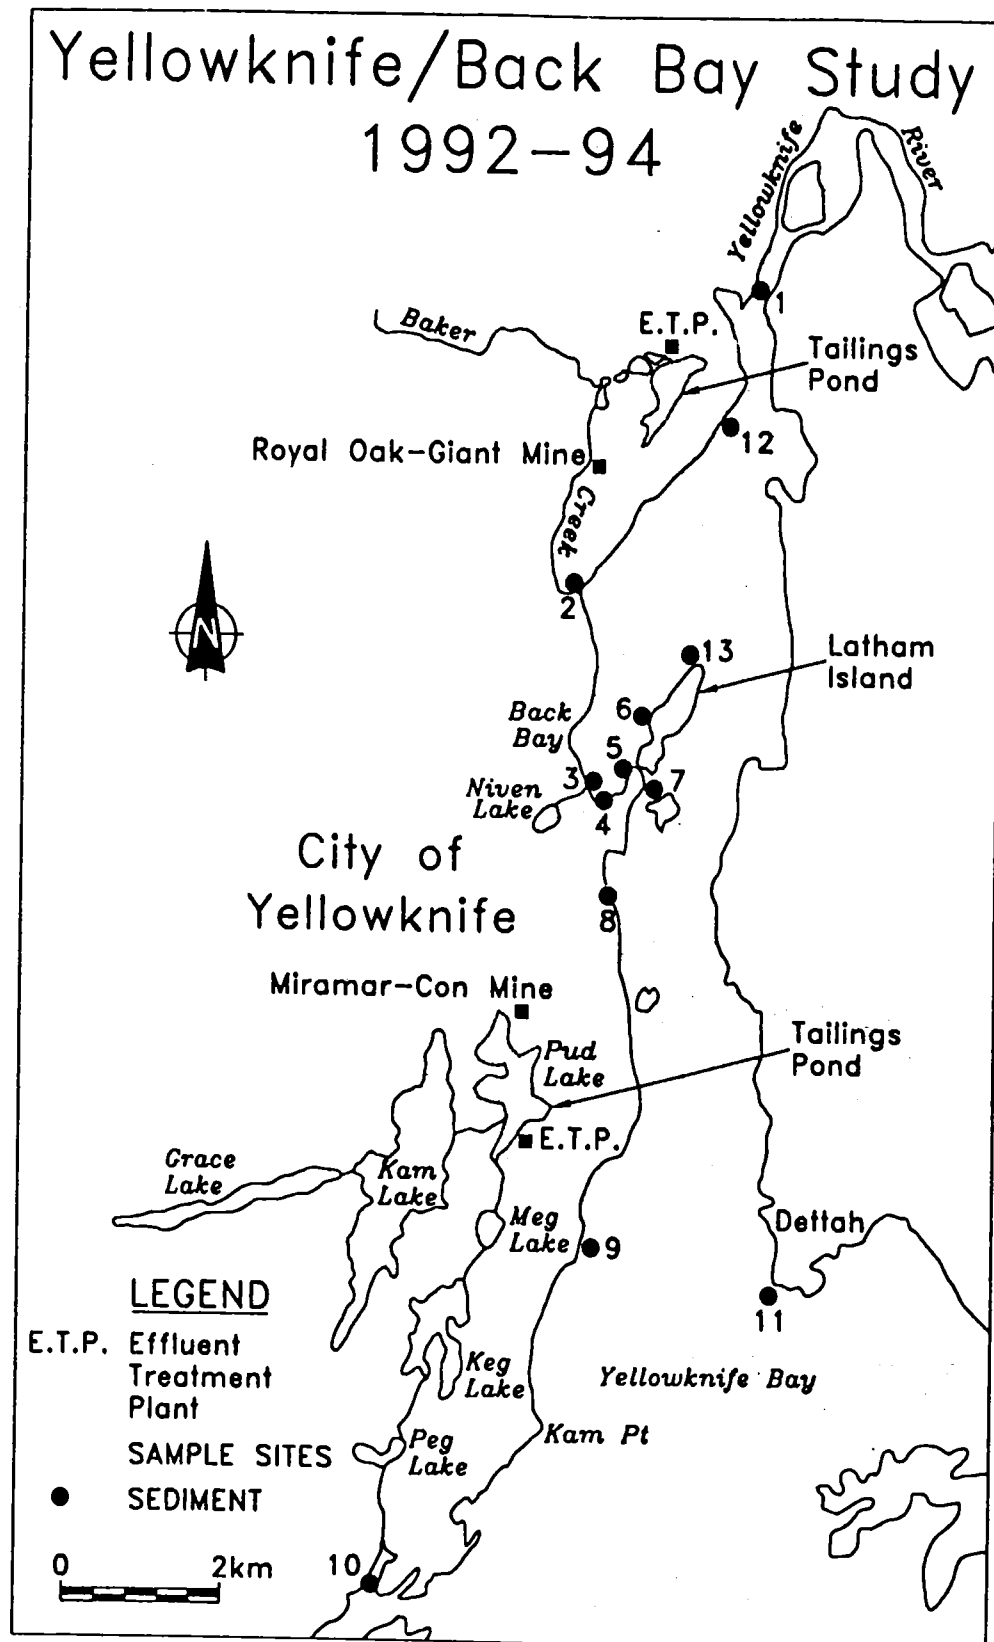 Yellowknife/Back Bay Study
1992-94
Yellowknife
River
1
Baker
E.T.P.
Tailings
Pond
12
Royal Oak-Giant Mine
Creek
2
N
13
Latham
Island
Back
Bay
6
5
3
7
Niven
Lake
4
City of
Yellowknife
8
Miramar-Con Mine
Tailings
Pond
Pud
Lake
E.T.P.
Grace
Lake
Kam
Lake
Meg
Lake
9
Dettah
11
LEGEND
E.T.P. Effluent
Treatment
Plant
SAMPLE SITES
SEDIMENT
Keg
Lake
Yellowknife Bay
Kam Pt
Peg
Lake
0 2km
10